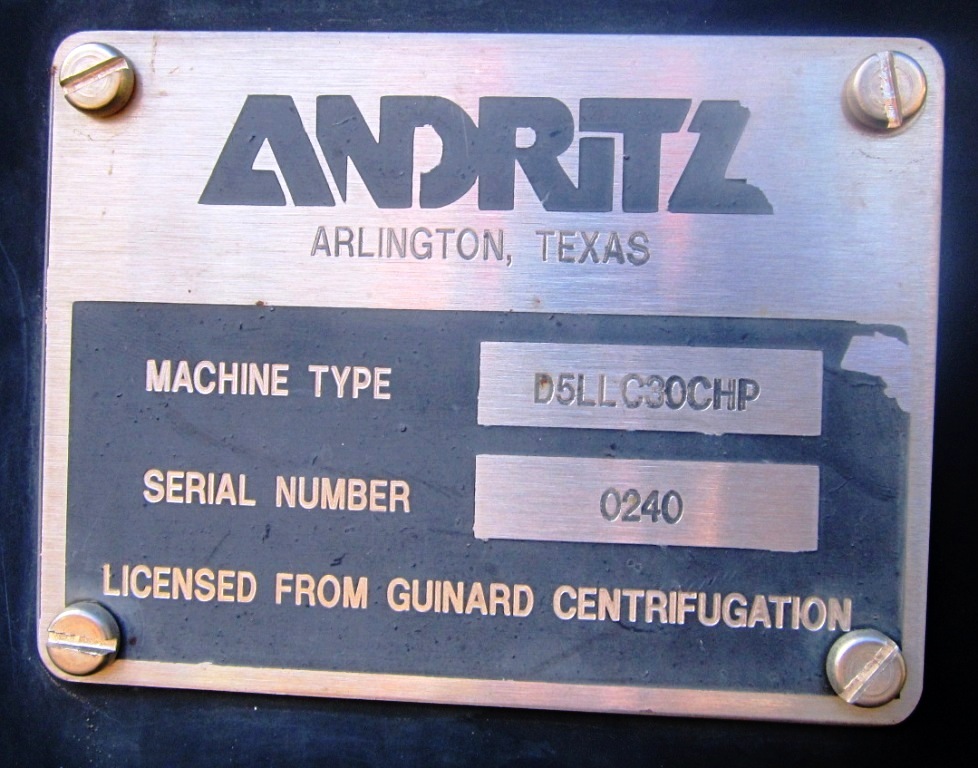 ANDRITZ
ARLINGTON, TEXAS
MACHINE TYPE D5LLC30CHP
SERIAL NUMBER 0240
LICENSED FROM GUINARD CENTRIFUGATION